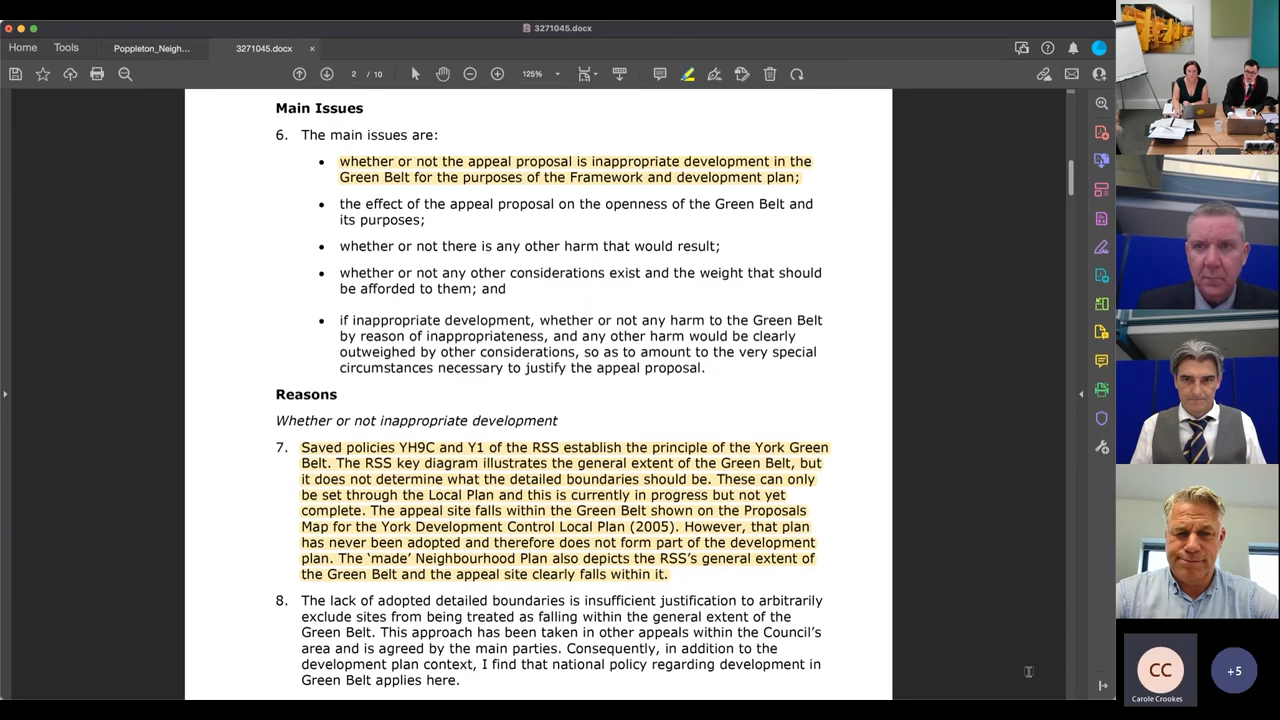 3271045.docx
Home
Tools
Poppleton_Neigh...
3271045.docx
×
2 / 10
125%
Main Issues
6. The main issues are:
• whether or not the appeal proposal is inappropriate development in the
Green Belt for the purposes of the Framework and development plan;
• the effect of the appeal proposal on the openness of the Green Belt and
its purposes;
• whether or not there is any other harm that would result;
• whether or not any other considerations exist and the weight that should
be afforded to them; and
• if inappropriate development, whether or not any harm to the Green Belt
by reason of inappropriateness, and any other harm would be clearly
outweighed by other considerations, so as to amount to the very special
circumstances necessary to justify the appeal proposal.
Reasons
Whether or not inappropriate development
7. Saved policies YH9C and Y1 of the RSS establish the principle of the York Green
Belt. The RSS key diagram illustrates the general extent of the Green Belt, but
it does not determine what the detailed boundaries should be. These can only
be set through the Local Plan and this is currently in progress but not yet
complete. The appeal site falls within the Green Belt shown on the Proposals
Map for the York Development Control Local Plan (2005). However, that plan
has never been adopted and therefore does not form part of the development
plan. The ‘made’ Neighbourhood Plan also depicts the RSS’s general extent of
the Green Belt and the appeal site clearly falls within it.
8. The lack of adopted detailed boundaries is insufficient justification to arbitrarily
exclude sites from being treated as falling within the general extent of the
Green Belt. This approach has been taken in other appeals within the Council’s
area and is agreed by the main parties. Consequently, in addition to the
development plan context, I find that national policy regarding development in
Green Belt applies here.
CC
Carole Crookes
+5